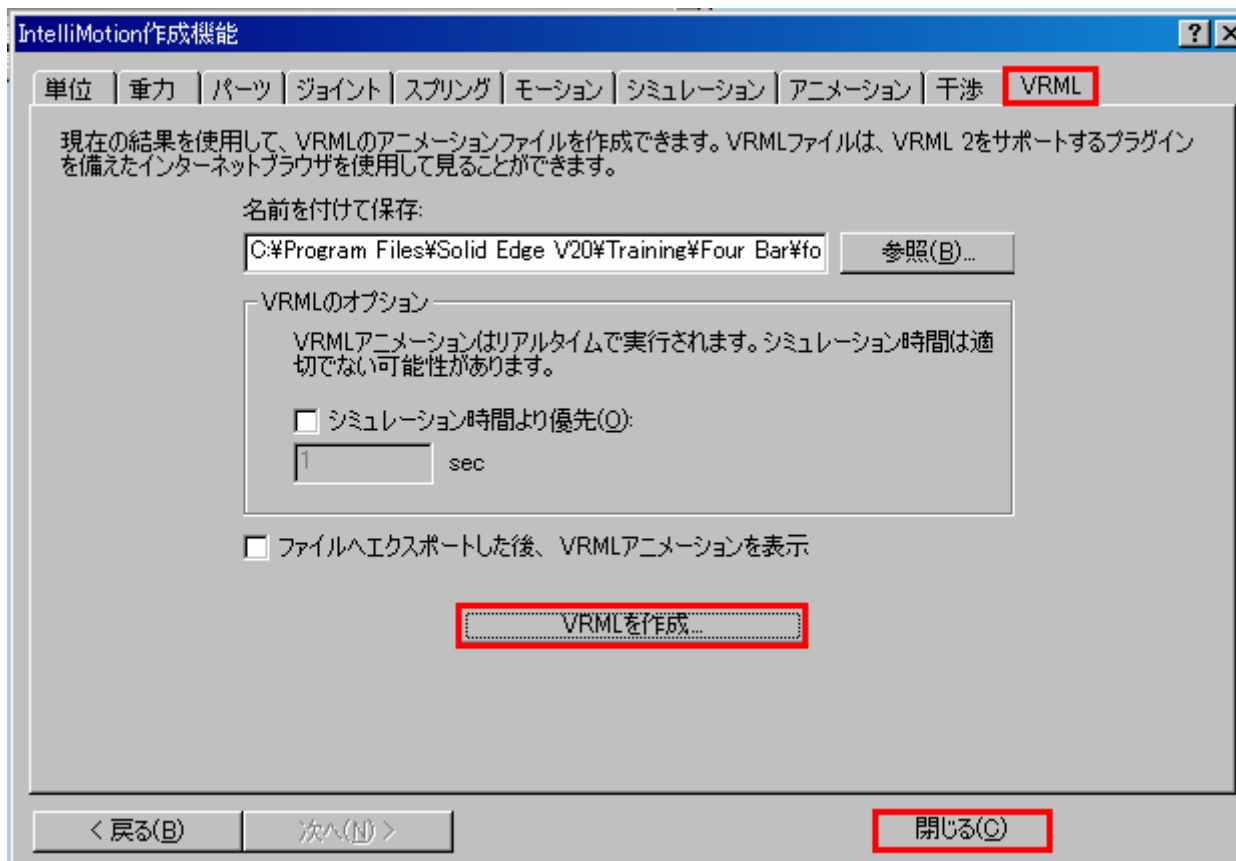 IntelliMotion作成機能
単位 重力 パーツ ジョイント スプリング モーション シミュレーション アニメーション 干渉 VRML
現在の結果を使用して、VRMLのアニメーションファイルを作成できます。VRMLファイルは、VRML 2をサポートするプラグイン
を備えたインターネットブラウザを使用して見ることができます。
名前を付けて保存:
C:¥Program Files¥Solid Edge V20¥Training¥Four Bar¥fo 参照(B)...
VRMLのオプション
VRMLアニメーションはリアルタイムで実行されます。シミュレーション時間は適
切でない可能性があります。
シミュレーション時間より優先(O):
1 sec
ファイルへエクスポートした後、VRMLアニメーションを表示
VRMLを作成...
< 戻る(B) 次へ(N) > 閉じる(C)